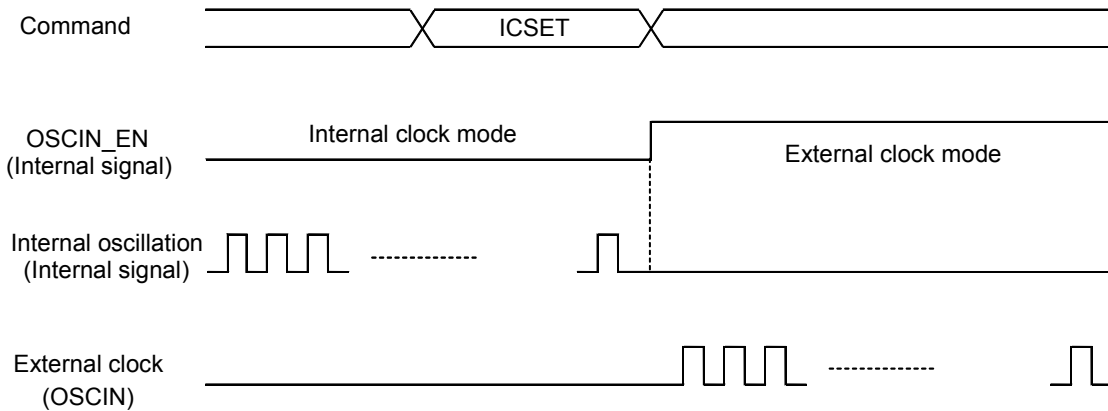 Command
ICSET
OSCIN_EN
(Internal signal)
Internal clock mode
External clock mode
Internal oscillation
(Internal signal)
External clock
(OSCIN)